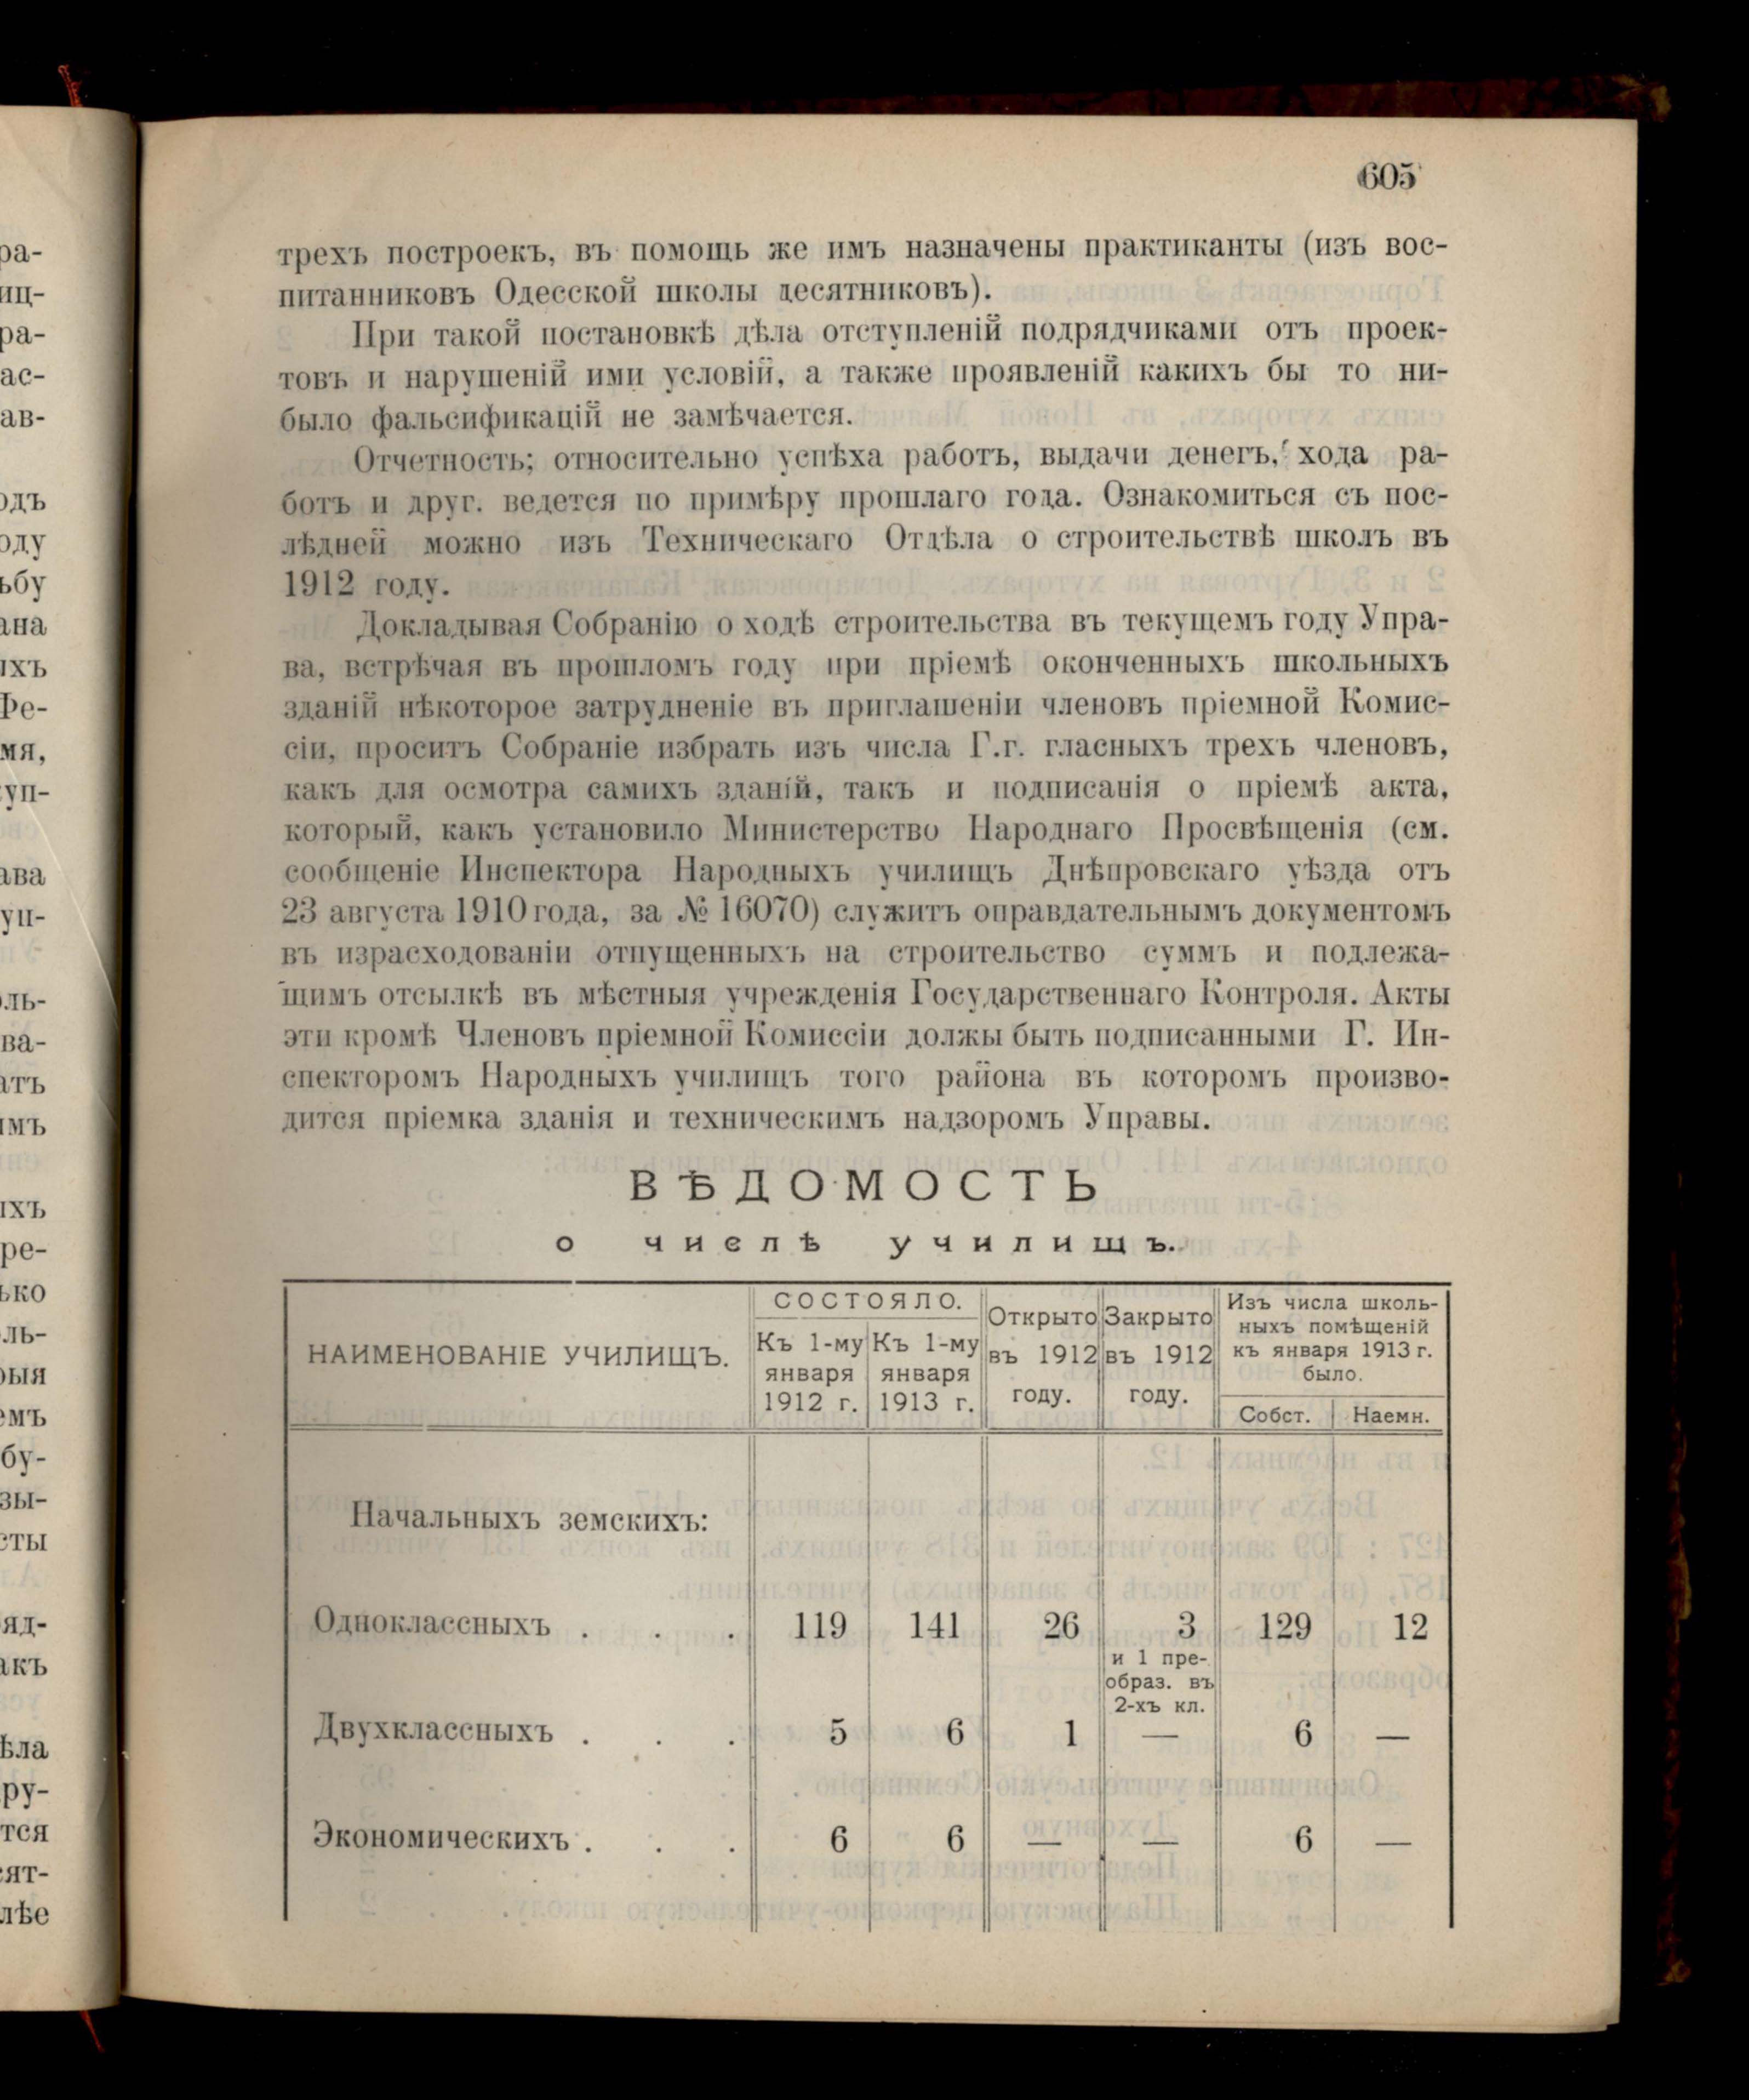 605
трехъ построекъ, въ помощь же имъ назначены практиканты (изъ вос-
питанниковъ Одесской школы десятниковъ).
При такой постановкѣ дѣла отступленій подрядчиками отъ проек-
товъ и нарушеній ими условій, а также проявленій какихъ бы то ни-
было фальсификацій не замѣчается.
Отчетность; относительно успѣха работъ, выдачи денегъ, хода ра-
ботъ и друг. ведется по примѣру прошлаго года. Ознакомиться съ пос-
лѣдней можно изъ Техническаго Отдѣла о строительствѣ школъ въ
1912 году.
Докладывая Собранію о ходѣ строительства въ текущемъ году Упра-
ва, встрѣчая въ прошломъ году при пріемѣ оконченныхъ школьныхъ
зданій нѣкоторое затрудненіе въ приглашеніи членовъ пріемной Комис-
сіи, проситъ Собраніе избрать изъ числа Г.г. гласныхъ трехъ членовъ,
какъ для осмотра самихъ зданій, такъ и подписанія о пріемѣ акта,
который, какъ установило Министерство Народнаго Просвѣщенія (см.
сообщеніе Инспектора Народныхъ училищъ Днѣпровскаго уѣзда отъ
23 августа 1910 года, за № 16070) служитъ оправдательнымъ документомъ
въ израсходованіи отпущенныхъ на строительство суммъ и подлежа-
щимъ отсылкѣ въ мѣстныя учрежденія Государственнаго Контроля. Акты
эти кромѣ Членовъ пріемной Комиссіи должы быть подписанными Г. Ин-
спекторомъ Народныхъ училищъ того района въ которомъ произво-
дится пріемка зданія и техническимъ надзоромъ Управы.
ВѢДОМОСТЬ
о числѣ училищъ.
НАИМЕНОВАНІЕ УЧИЛИЩЪ.
СОСТОЯЛО.
Къ 1-му
января
1912 г.
Къ 1-му
января
1913 г.
Открыто
въ 1912
году.
Закрыто
въ 1912
году.
Изъ числа школь-
ныхъ помѣщеній
къ января 1913 г.
было.
Собст.
Наемн.
Начальныхъ земскихъ:
Одноклассныхъ . . . 119 141 26 3 129 12
и 1 пре-
образ. въ
2-хъ кл.
Двухклассныхъ . . . 5 6 1 — 6 —
Экономическихъ . . . 6 6 — — 6 —